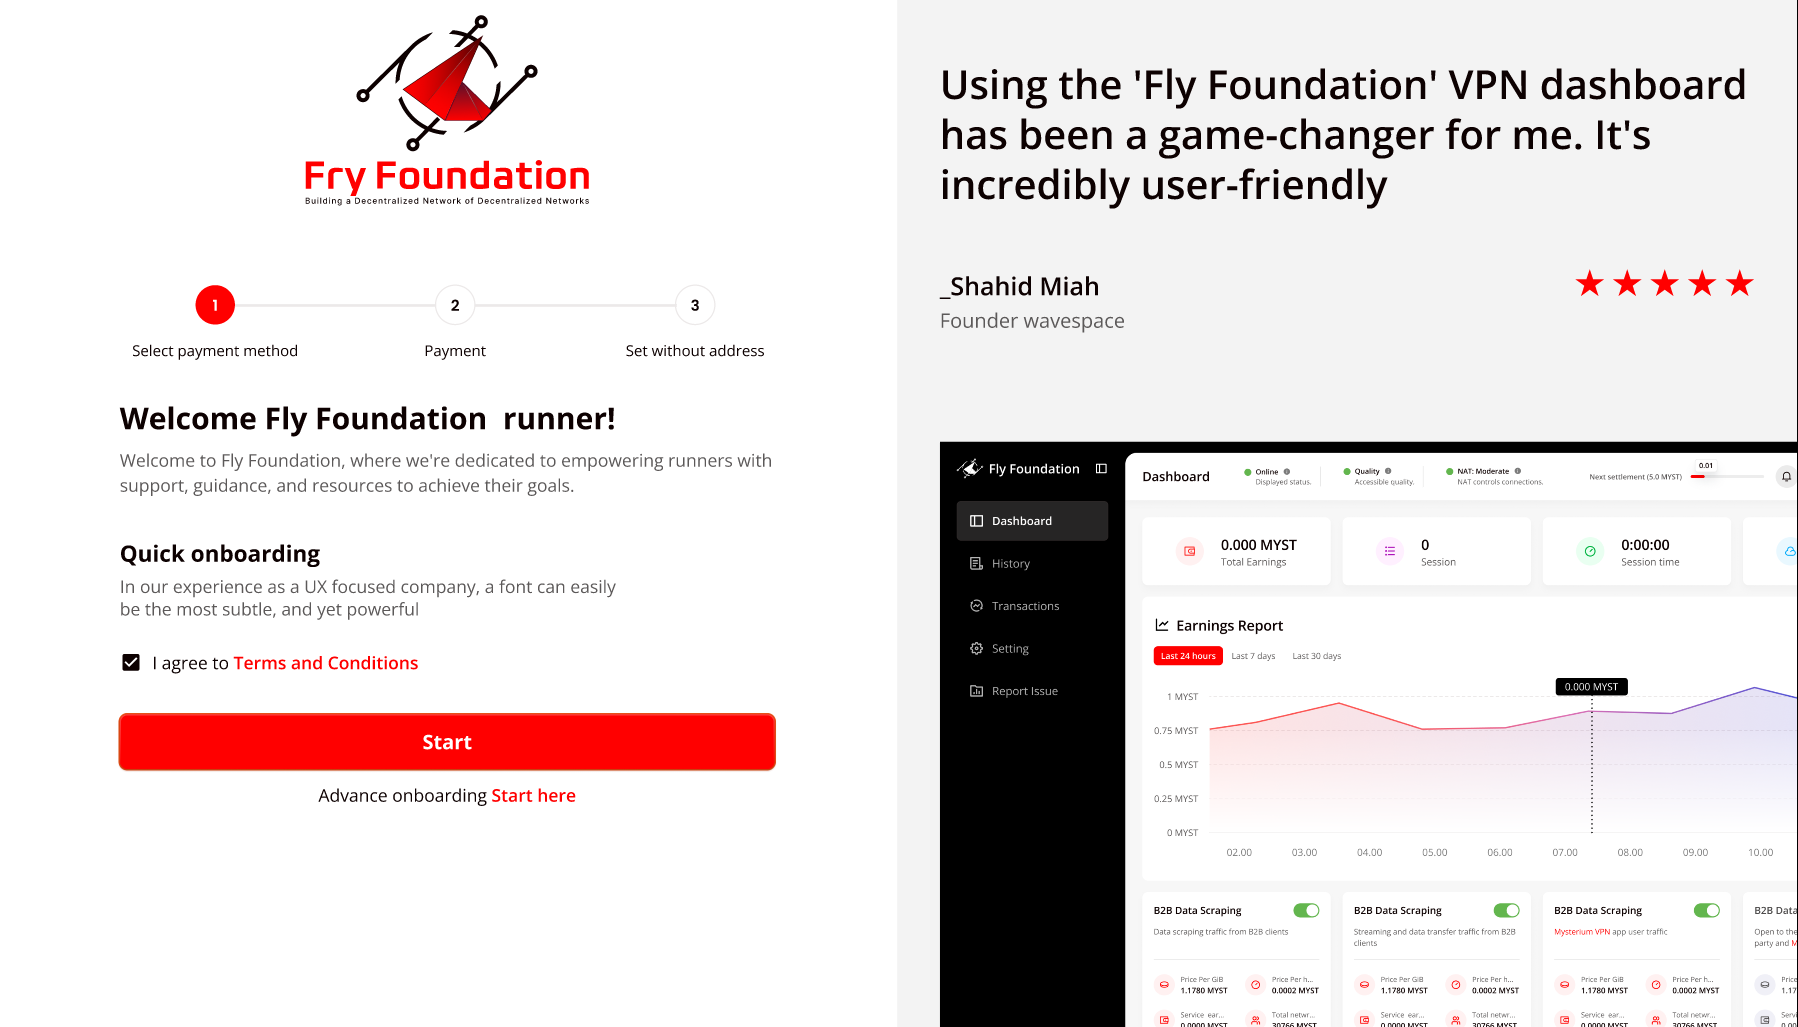 Fry Foundation
Building a Decentralized Network of Decentralized Networks
1
2
3
Select payment method
Payment
Set without address
Welcome Fly Foundation runner!
Welcome to Fly Foundation, where we're dedicated to empowering runners with
support, guidance, and resources to achieve their goals.
Quick onboarding
In our experience as a UX focused company, a font can easily
be the most subtle, and yet powerful
I agree to Terms and Conditions
Start
Advance onboarding Start here
Using the 'Fly Foundation' VPN dashboard
has been a game-changer for me. It's
incredibly user-friendly
_Shahid Miah
Founder wavespace
Fly Foundation
Dashboard
History
Transactions
Setting
Report Issue
Dashboard
Online
Displayed status.
Quality
Accessible quality.
NAT: Moderate
NAT controls connections.
Next settlement (5.0 MYST)
0.01
0.000 MYST
Total Earnings
0
Session
0:00:00
Session time
Earnings Report
Last 24 hours
Last 7 days
Last 30 days
0.000 MYST
1 MYST
0.75 MYST
0.5 MYST
0.25 MYST
0 MYST
02.00
03.00
04.00
05.00
06.00
07.00
08.00
09.00
10.00
B2B Data Scraping
Data scraping traffic from B2B clients
Price Per GiB
1.1780 MYST
Price Per h...
0.0002 MYST
Service ear...
0.0000 MYST
Total netwr...
30766 MYST
B2B Data Scraping
Streaming and data transfer traffic from B2B
clients
Price Per GiB
1.1780 MYST
Price Per h...
0.0002 MYST
Service ear...
0.0000 MYST
Total netwr...
30766 MYST
B2B Data Scraping
Mysterium VPN app user traffic
Price Per GiB
1.1780 MYST
Price Per h...
0.0002 MYST
Service ear...
0.0000 MYST
Total netwr...
30766 MYST
B2B Data
Open to the
party and M
Price
1.17
Servi